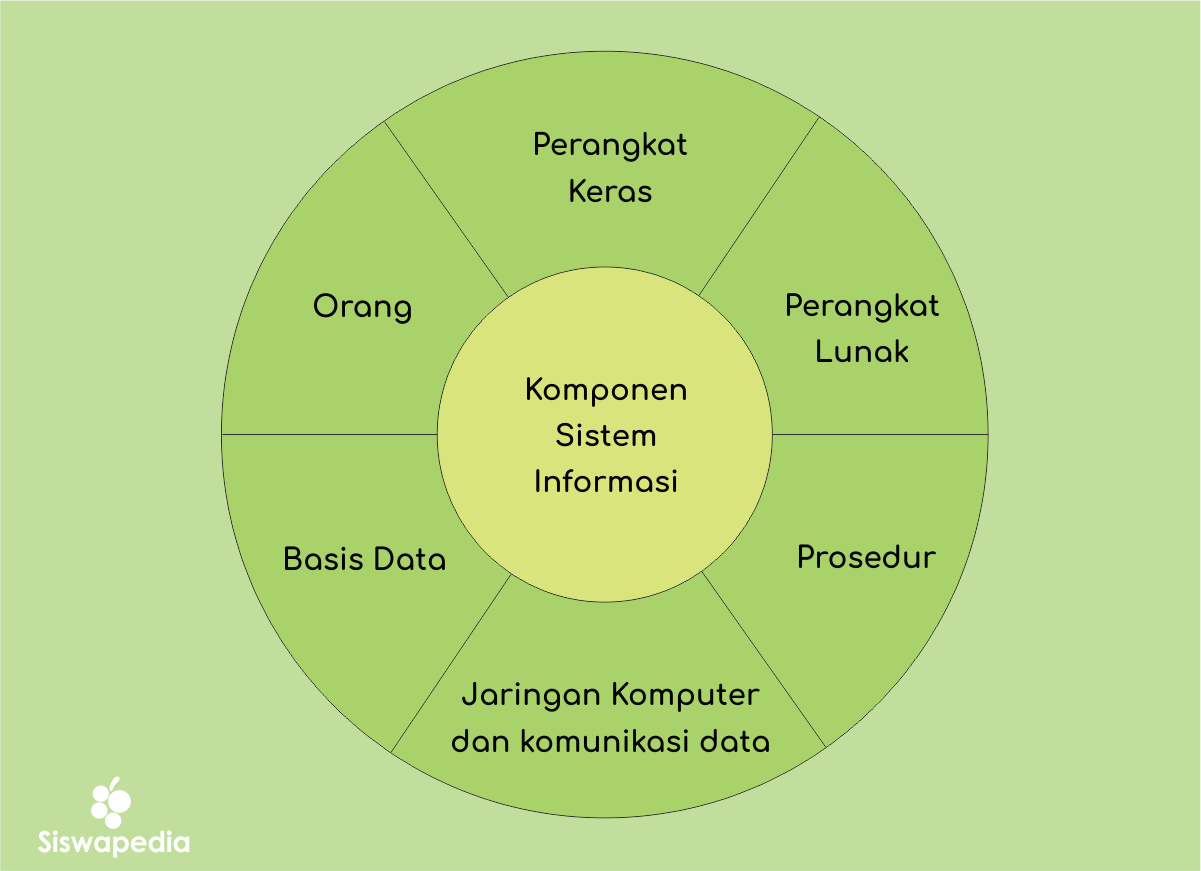 Perangkat
Keras
Orang
Perangkat
Lunak
Komponen
Sistem
Informasi
Basis Data
Prosedur
Jaringan Komputer
dan komunikasi data
Siswapedia